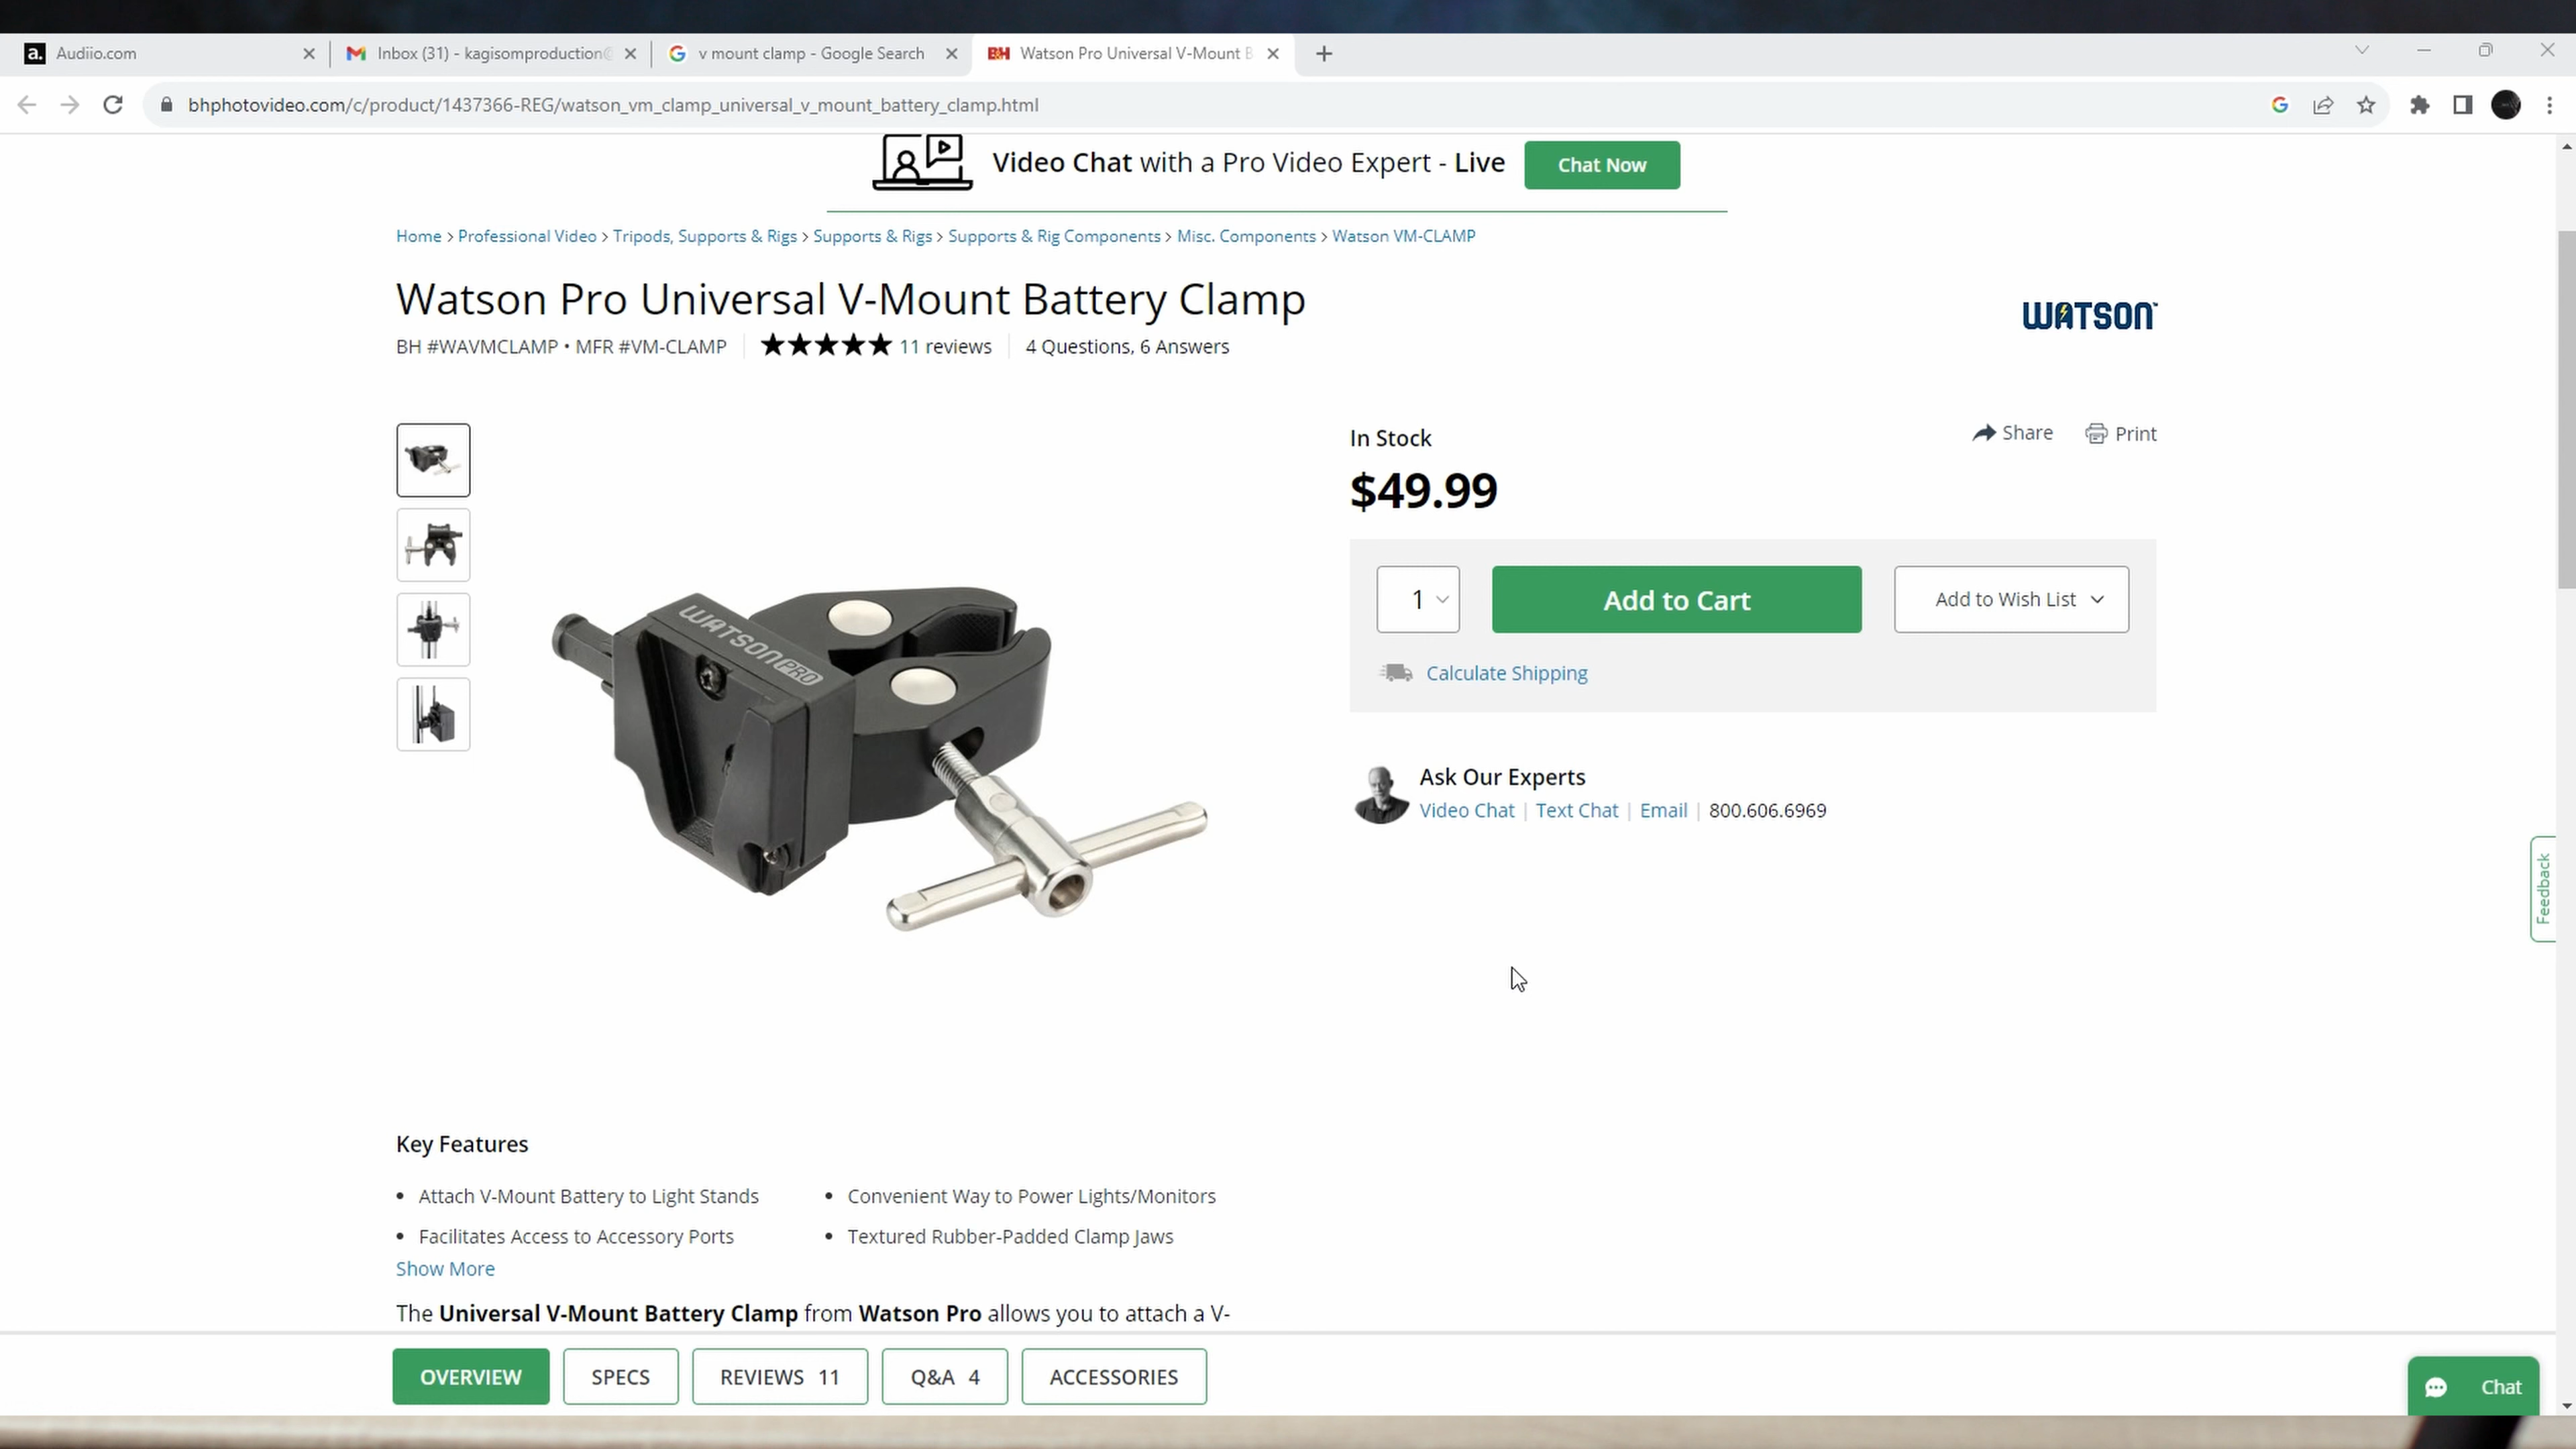 Audiio.com
Inbox (31) - kagisomproduction
v mount clamp - Google Search
Watson Pro Universal V-Mount B
bhphotovideo.com/c/product/1437366-REG/watson_vm_clamp_universal_v_mount_battery_clamp.html
Video Chat with a Pro Video Expert - Live
Chat Now
Home > Professional Video > Tripods, Supports & Rigs > Supports & Rigs > Supports & Rig Components > Misc. Components > Watson VM-CLAMP
Watson Pro Universal V-Mount Battery Clamp
WATSON
BH #WAVMCLAMP • MFR #VM-CLAMP
11 reviews
4 Questions, 6 Answers
In Stock
Share
Print
$49.99
1
Add to Cart
Add to Wish List
WATSON PRO
Calculate Shipping
Ask Our Experts
Video Chat | Text Chat | Email | 800.606.6969
Feedback
Key Features
• Attach V-Mount Battery to Light Stands
• Convenient Way to Power Lights/Monitors
• Facilitates Access to Accessory Ports
• Textured Rubber-Padded Clamp Jaws
Show More
The Universal V-Mount Battery Clamp from Watson Pro allows you to attach a V-
OVERVIEW
SPECS
REVIEWS 11
Q&A 4
ACCESSORIES
Chat